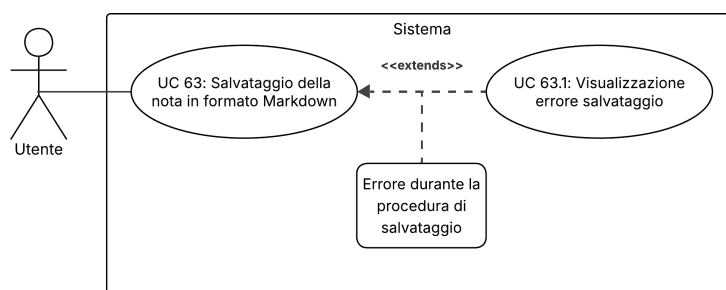 Sistema
UC 63: Salvataggio della
nota in formato Markdown
<<extends>>
UC 63.1: Visualizzazione
errore salvataggio
Utente
Errore durante la
procedura di
salvataggio